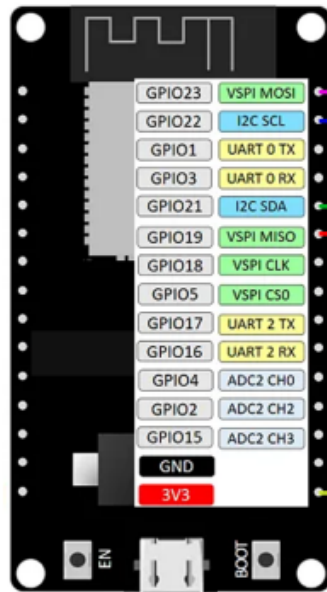 GPIO23 VSPI MOSI
GPIO22 I2C SCL
GPIO1 UART 0 TX
GPIO3 UART 0 RX
GPIO21 I2C SDA
GPIO19 VSPI MISO
GPIO18 VSPI CLK
GPIO5 VSPI CS0
GPIO17 UART 2 TX
GPIO16 UART 2 RX
GPIO4 ADC2 CH0
GPIO2 ADC2 CH2
GPIO15 ADC2 CH3
GND
3V3
EN
BOOT